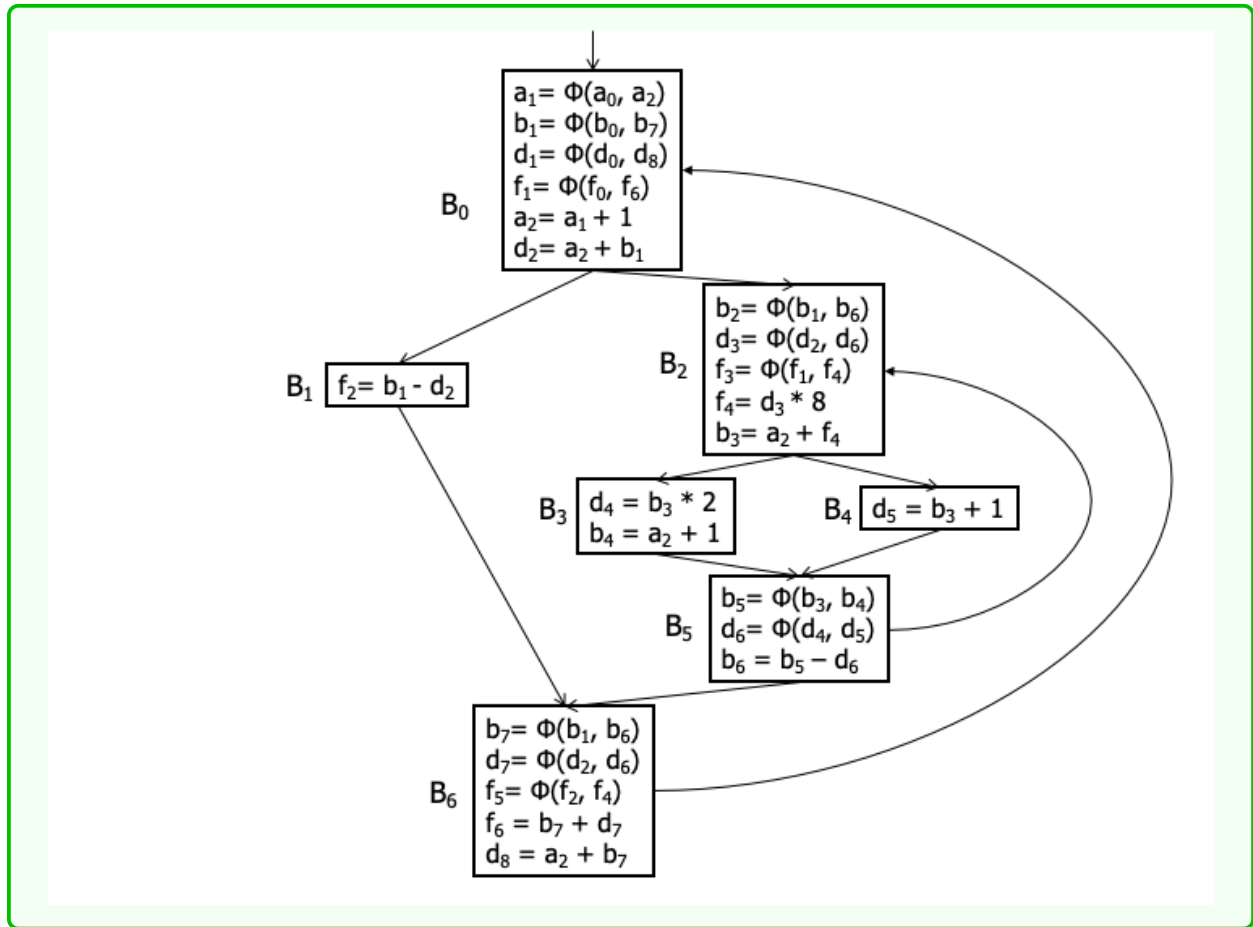 B₀
a₁= Φ(a₀, a₂)
b₁= Φ(b₀, b₇)
d₁= Φ(d₀, d₈)
f₁= Φ(f₀, f₆)
a₂= a₁ + 1
d₂= a₂ + b₁
B₁
f₂= b₁ - d₂
B₂
b₂= Φ(b₁, b₆)
d₃= Φ(d₂, d₆)
f₃= Φ(f₁, f₄)
f₄= d₃ * 8
b₃= a₂ + f₄
B₃
d₄ = b₃ * 2
b₄ = a₂ + 1
B₄
d₅ = b₃ + 1
B₅
b₅= Φ(b₃, b₄)
d₆= Φ(d₄, d₅)
b₆ = b₅ – d₆
B₆
b₇= Φ(b₁, b₆)
d₇= Φ(d₂, d₆)
f₅= Φ(f₂, f₄)
f₆ = b₇ + d₇
d₈ = a₂ + b₇